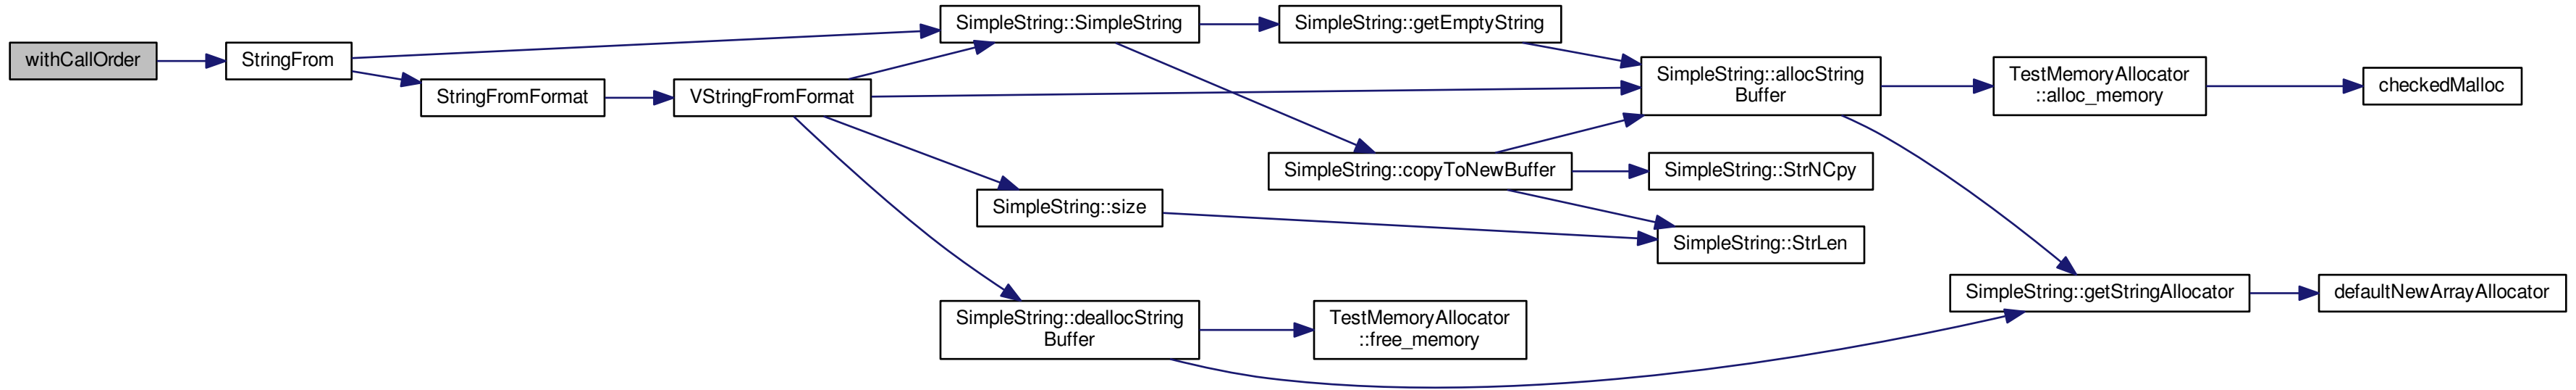 withCallOrder
StringFrom
StringFromFormat
VStringFromFormat
SimpleString::SimpleString
SimpleString::getEmptyString
SimpleString::allocString
Buffer
TestMemoryAllocator
::alloc_memory
checkedMalloc
SimpleString::copyToNewBuffer
SimpleString::StrNCpy
SimpleString::size
SimpleString::StrLen
SimpleString::getStringAllocator
defaultNewArrayAllocator
SimpleString::deallocString
Buffer
TestMemoryAllocator
::free_memory